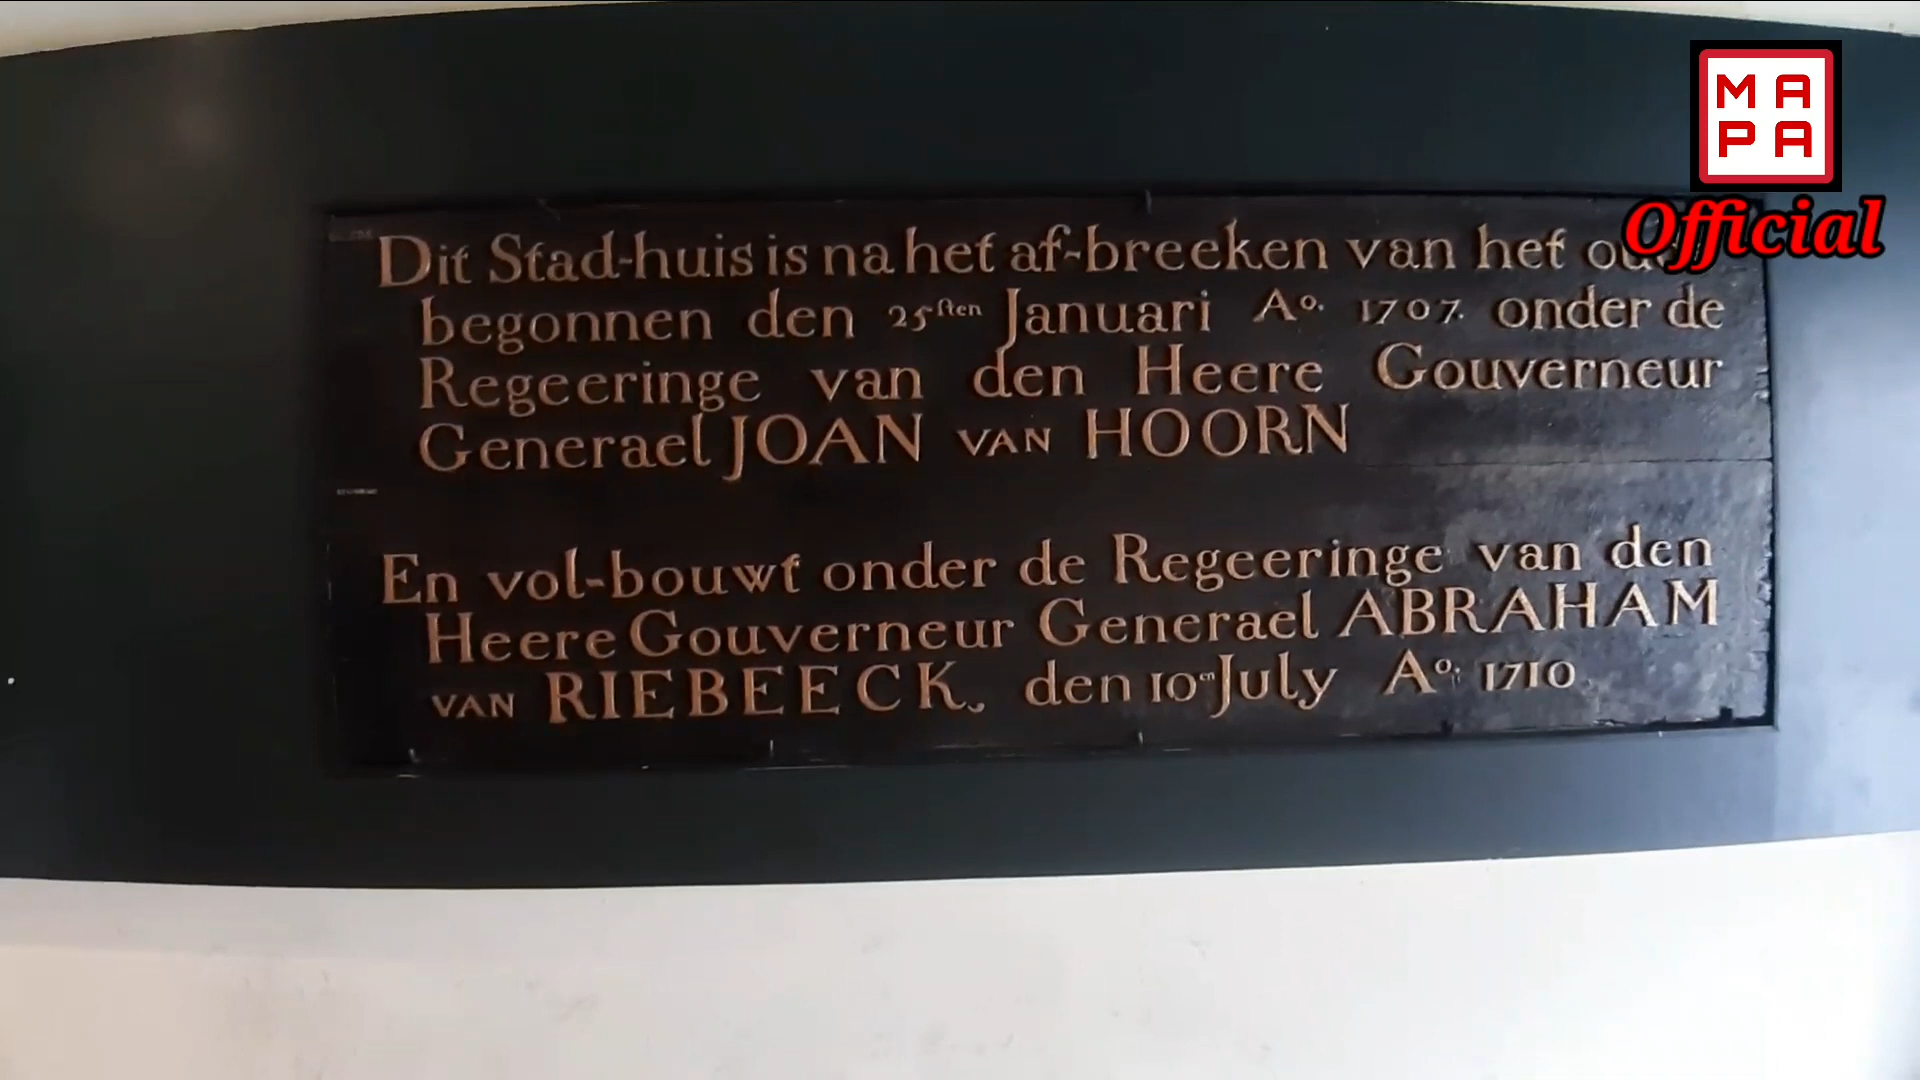 MA
PA
Official
Dit Stad-huis is na het af-breeken van het
begonnen den 25sten Januari Ao. 1707. onder de
Regeeringe van den Heere Gouverneur
Generael JOAN VAN HOORN
En vol-bouwt onder de Regeeringe van den
Heere Gouverneur Generael ABRAHAM
VAN RIEBEECK. den 10en July Ao: 1710.